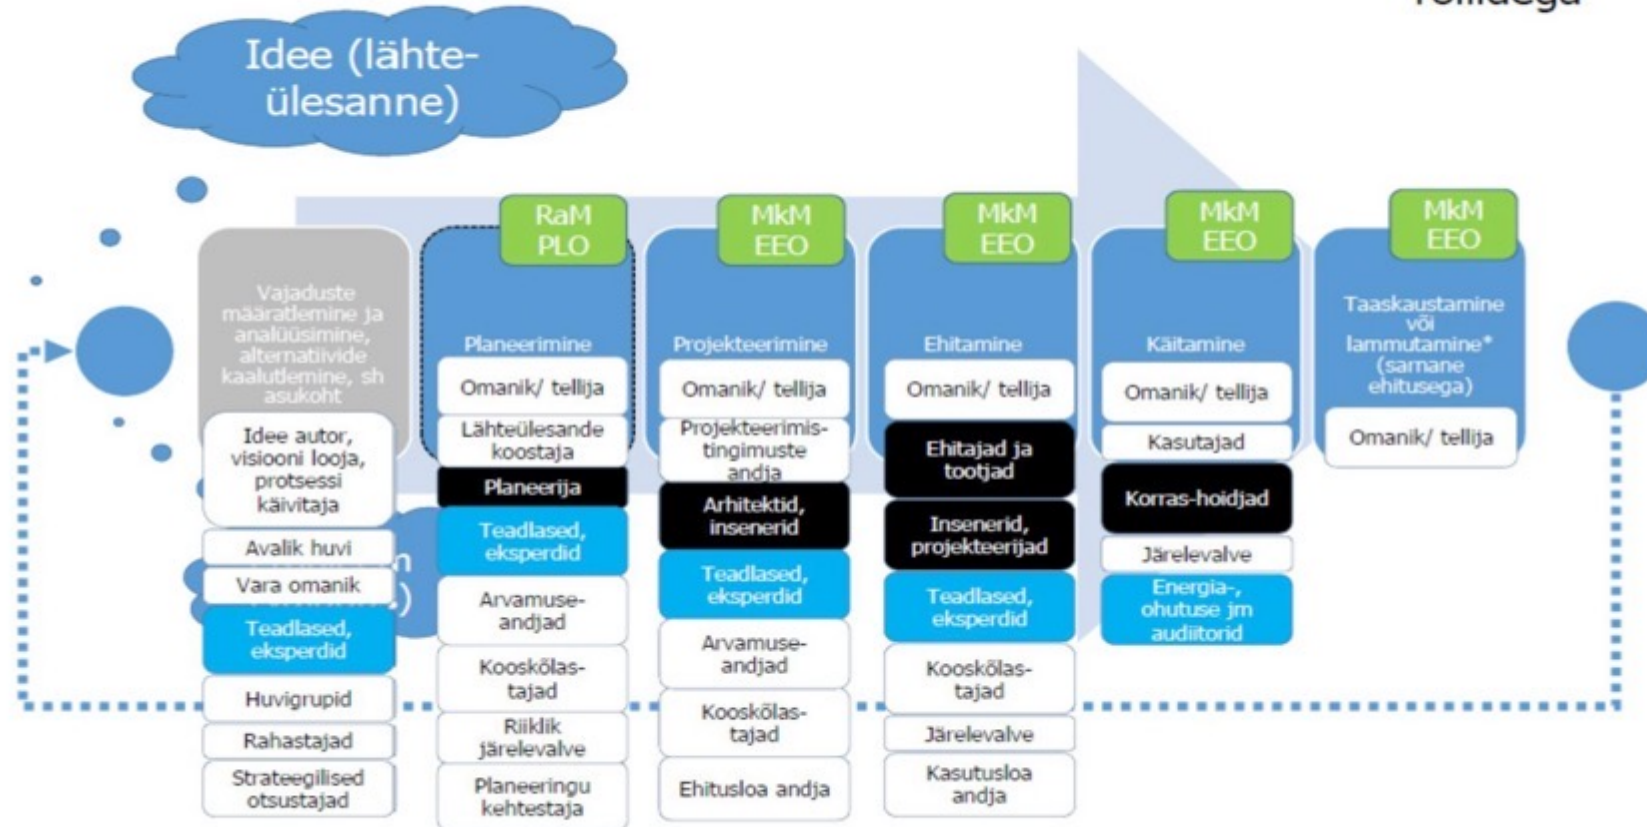 Idee (lähte-
ülesanne)
Vajaduste
määratlemine ja
analüüsimine,
alternatiivide
kaalutlemine, sh
asukoht
Idee autor,
visiooni looja,
protsessi
käivitaja
Avalik huvi
Vara omanik
Teadlased,
eksperdid
Huvigrupid
Rahastajad
Strateegilised
otsustajad
RaM
PLO
Planeerimine
Omanik/ tellija
Lähteülesande
koostaja
Planeerija
Teadlased,
eksperdid
Arvamuse-
andjad
Kooskõlas-
tajad
Riiklik
järelevalve
Planeeringu
kehtestaja
MkM
EEO
Projekteerimine
Omanik/ tellija
Projekteerimis-
tingimuste
andja
Arhitektid,
insenerid
Teadlased,
eksperdid
Arvamuse-
andjad
Kooskõlas-
tajad
Ehitusloa andja
MkM
EEO
Ehitamine
Omanik/ tellija
Ehitajad ja
tootjad
Insenerid,
projekteerijad
Teadlased,
eksperdid
Kooskõlas-
tajad
Järelevalve
Kasutusloa
andja
MkM
EEO
Käitamine
Omanik/ tellija
Kasutajad
Korras-hoidjad
Järelevalve
Energia-,
ohutuse jm
audiitorid
MkM
EEO
Taaskaustamine
või
lammutamine*
(sarnane
ehitusega)
Omanik/ tellija